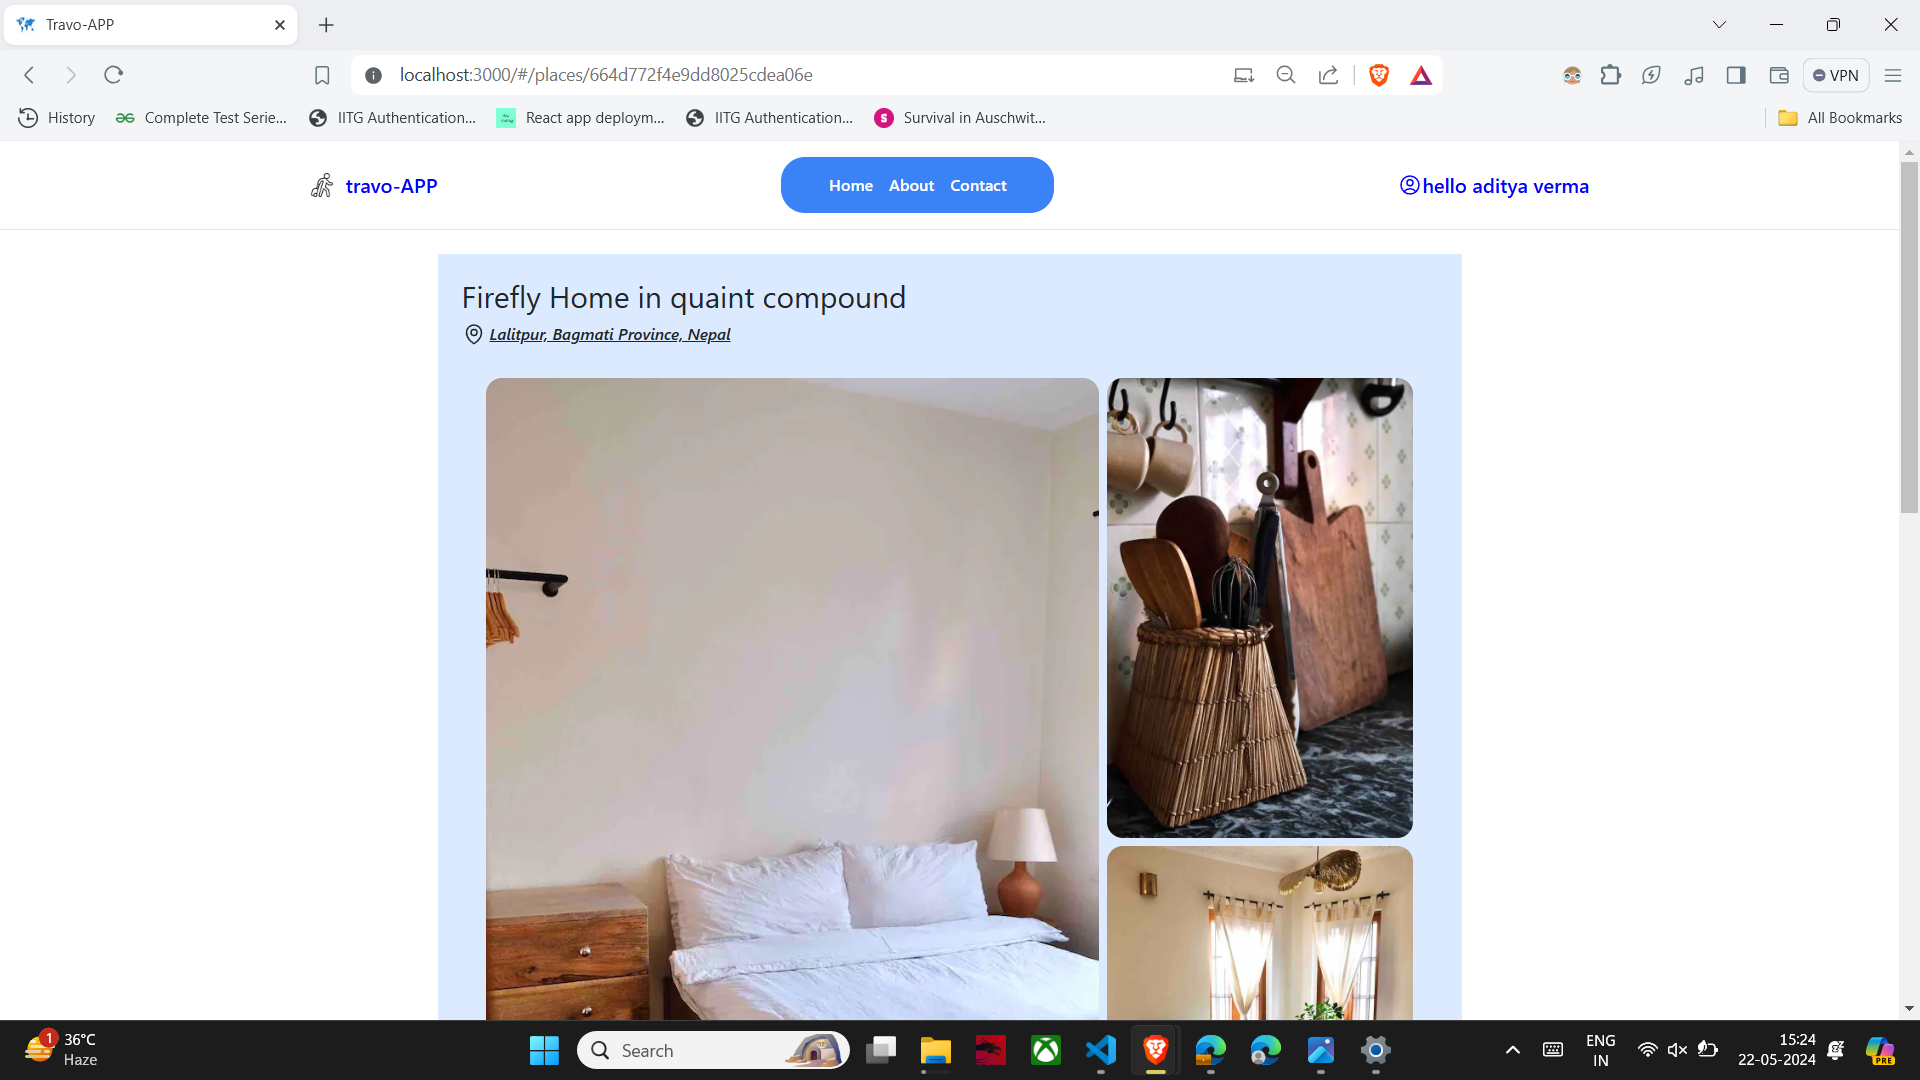 Travo-APP
localhost:3000/#/places/664d772f4e9dd8025cdea06e
VPN
History
Complete Test Serie...
IITG Authentication...
React app deploym...
IITG Authentication...
Survival in Auschwit...
All Bookmarks
travo-APP
Home About Contact
hello aditya verma
Firefly Home in quaint compound
Lalitpur, Bagmati Province, Nepal
1
36°C
Haze
Search
ENG
IN
15:24
22-05-2024
PRE